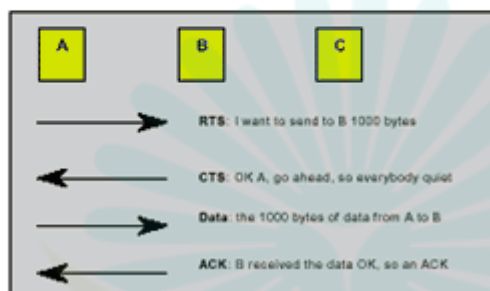 A B C
RTS: I want to send to B 1000 bytes
CTS: OK A, go ahead, so everybody quiet
Data: the 1000 bytes of data from A to B
ACK: B received the data OK, so an ACK